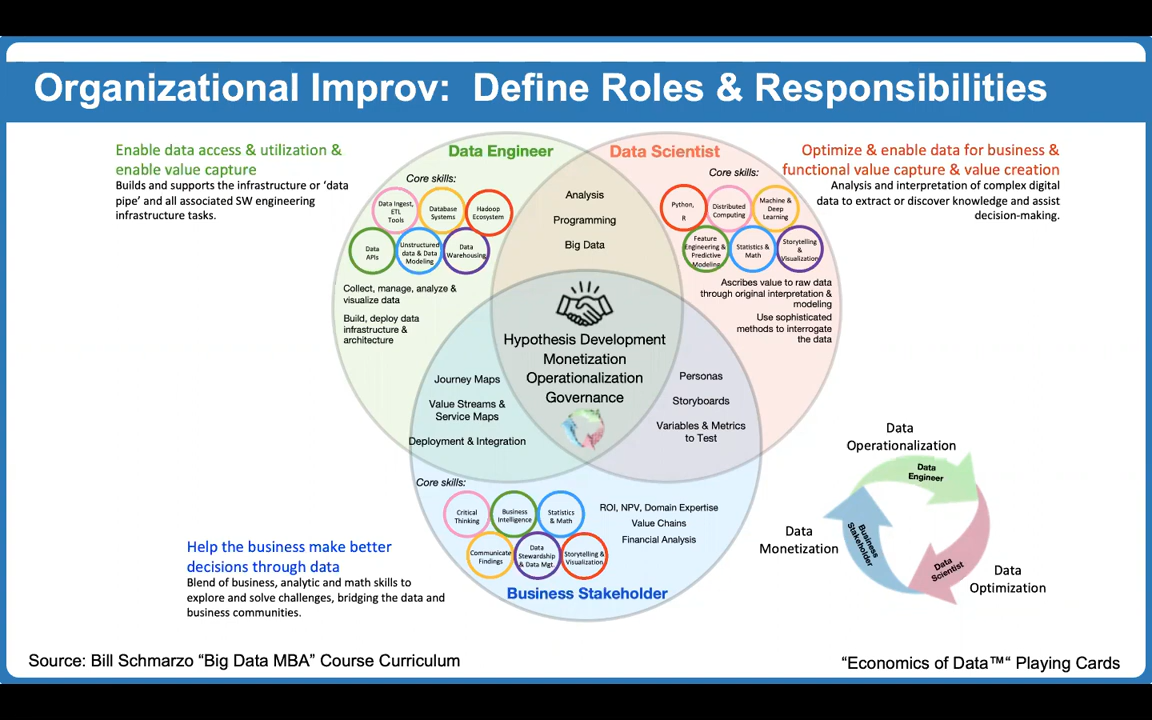 Organizational Improv:  Define Roles & Responsibilities
Enable data access & utilization &
enable value capture
Builds and supports the infrastructure or ‘data
pipe’ and all associated SW engineering
infrastructure tasks.
Data Engineer
Core skills:
Data Ingest,
ETL
Tools
Database
Systems
Hadoop
Ecosystem
Data
APIs
Unstructured
data & Data
Modeling
Data
Warehousing
Collect, manage, analyze &
visualize data
Build, deploy data
infrastructure &
architecture
Analysis
Programming
Big Data
Data Scientist
Core skills:
Python,
R
Distributed
Computing
Machine &
Deep
Learning
Feature
Engineering &
Predictive
Modeling
Statistics &
Math
Storytelling
&
Visualization
Ascribes value to raw data
through original interpretation &
modeling
Use sophisticated
methods to interrogate
the data
Optimize & enable data for business &
functional value capture & value creation
Analysis and interpretation of complex digital
data to extract or discover knowledge and assist
decision-making.
Hypothesis Development
Monetization
Operationalization
Governance
Journey Maps
Value Streams &
Service Maps
Deployment & Integration
Personas
Storyboards
Variables & Metrics
to Test
Core skills:
Critical
Thinking
Business
Intelligence
Statistics
& Math
Communicate
Findings
Data
Stewardship
& Data Mgt.
Storytelling &
Visualization
ROI, NPV, Domain Expertise
Value Chains
Financial Analysis
Business Stakeholder
Help the business make better
decisions through data
Blend of business, analytic and math skills to
explore and solve challenges, bridging the data and
business communities.
Data
Operationalization
Data
Engineer
Data
Monetization
Business
Stakeholder
Data
Scientist
Data
Optimization
Source: Bill Schmarzo “Big Data MBA” Course Curriculum
“Economics of Data™“ Playing Cards